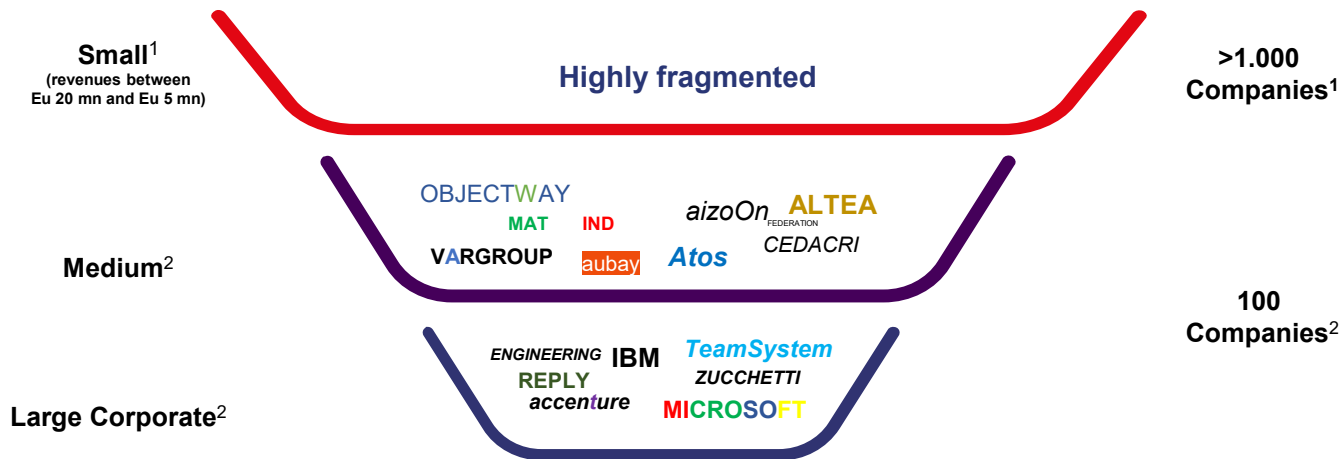 Small1
(revenues between
Eu 20 mn and Eu 5 mn)
Highly fragmented
>1.000
Companies1
OBJECTWAY
aizoOn
ALTEA
FEDERATION
MAT
IND
CEDACRI
VARGROUP
aubay
Atos
Medium2
100
Companies2
ENGINEERING
IBM
TeamSystem
REPLY
ZUCCHETTI
accenture
MICROSOFT
Large Corporate2